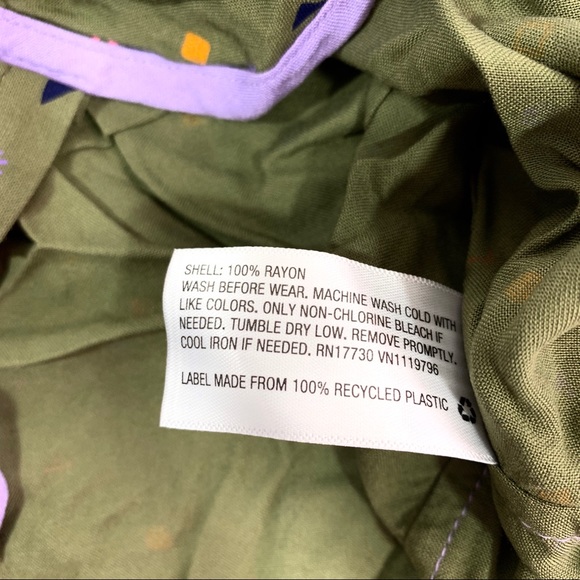 SHELL: 100% RAYON
WASH BEFORE WEAR. MACHINE WASH COLD WITH
LIKE COLORS. ONLY NON-CHLORINE BLEACH IF
NEEDED. TUMBLE DRY LOW. REMOVE PROMPTLY.
COOL IRON IF NEEDED. RN17730 VN1119796
LABEL MADE FROM 100% RECYCLED PLASTIC